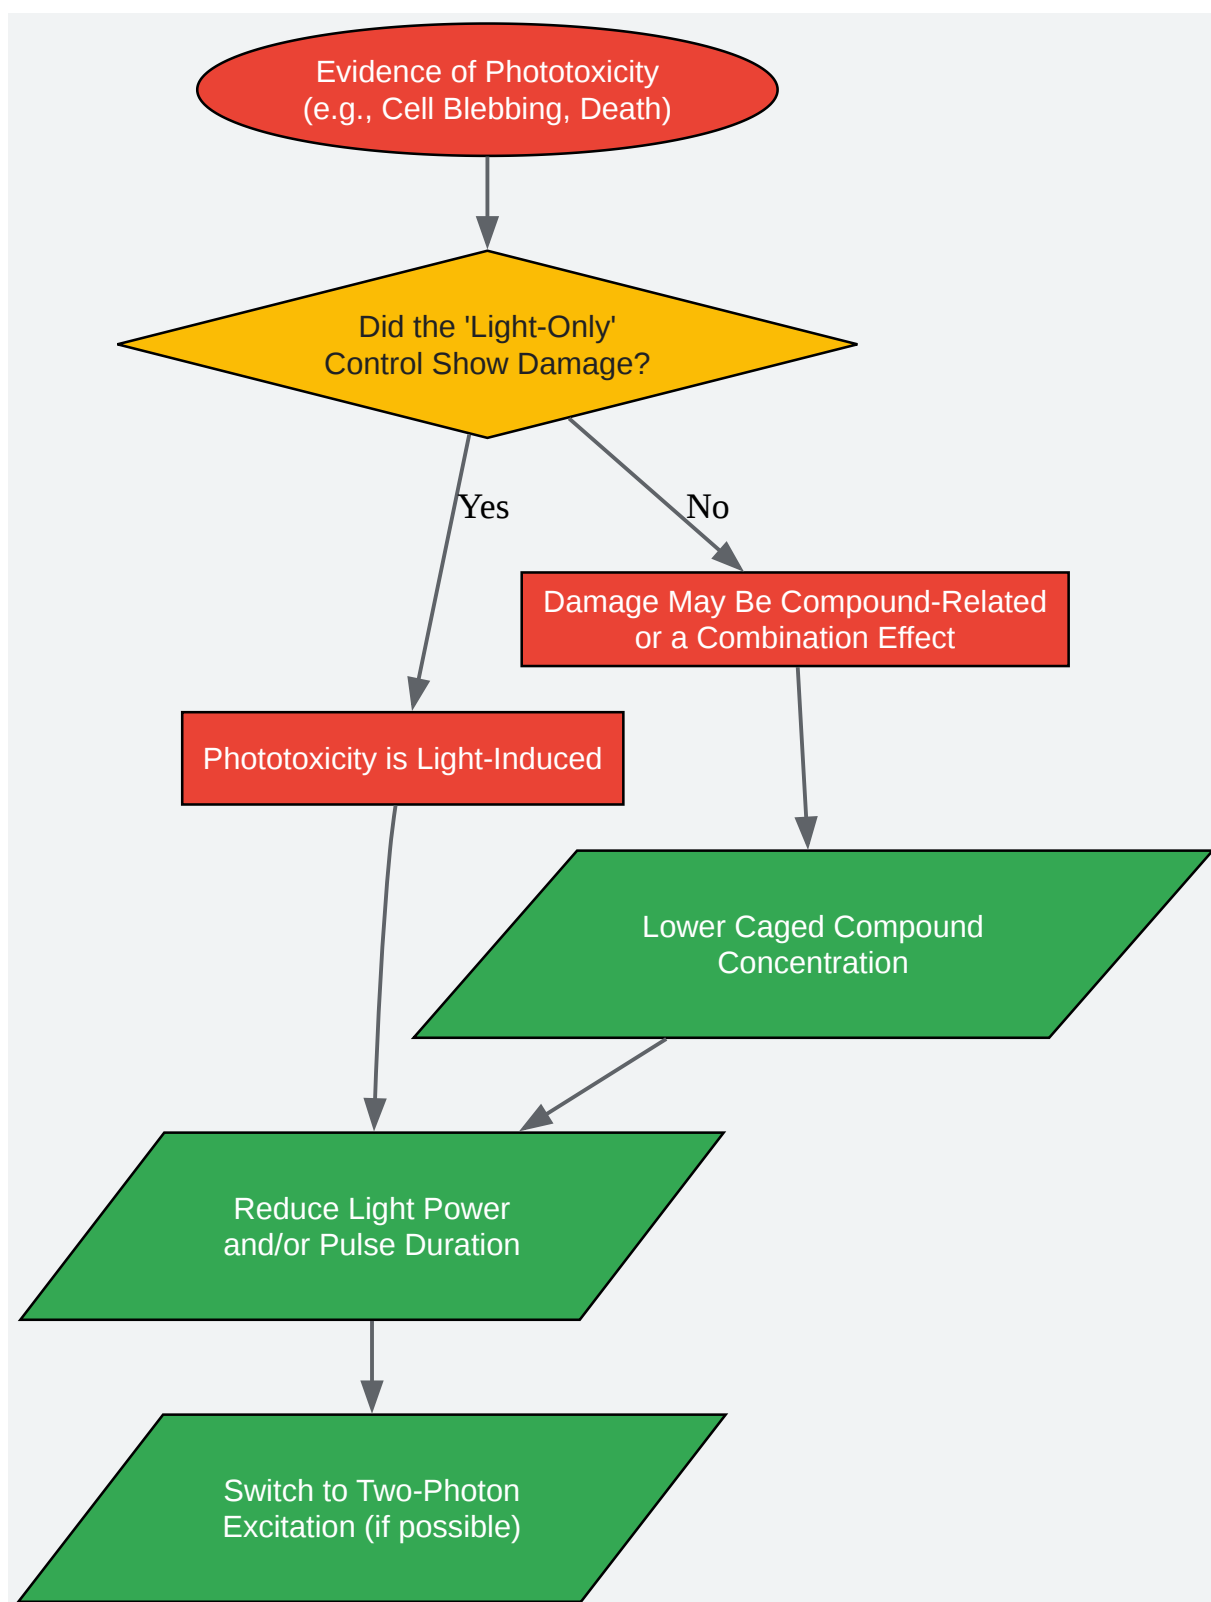 Evidence of Phototoxicity
(e.g., Cell Blebbing, Death)
Did the 'Light-Only'
Control Show Damage?
Yes
No
Damage May Be Compound-Related
or a Combination Effect
Phototoxicity is Light-Induced
Lower Caged Compound
Concentration
Reduce Light Power
and/or Pulse Duration
Switch to Two-Photon
Excitation (if possible)